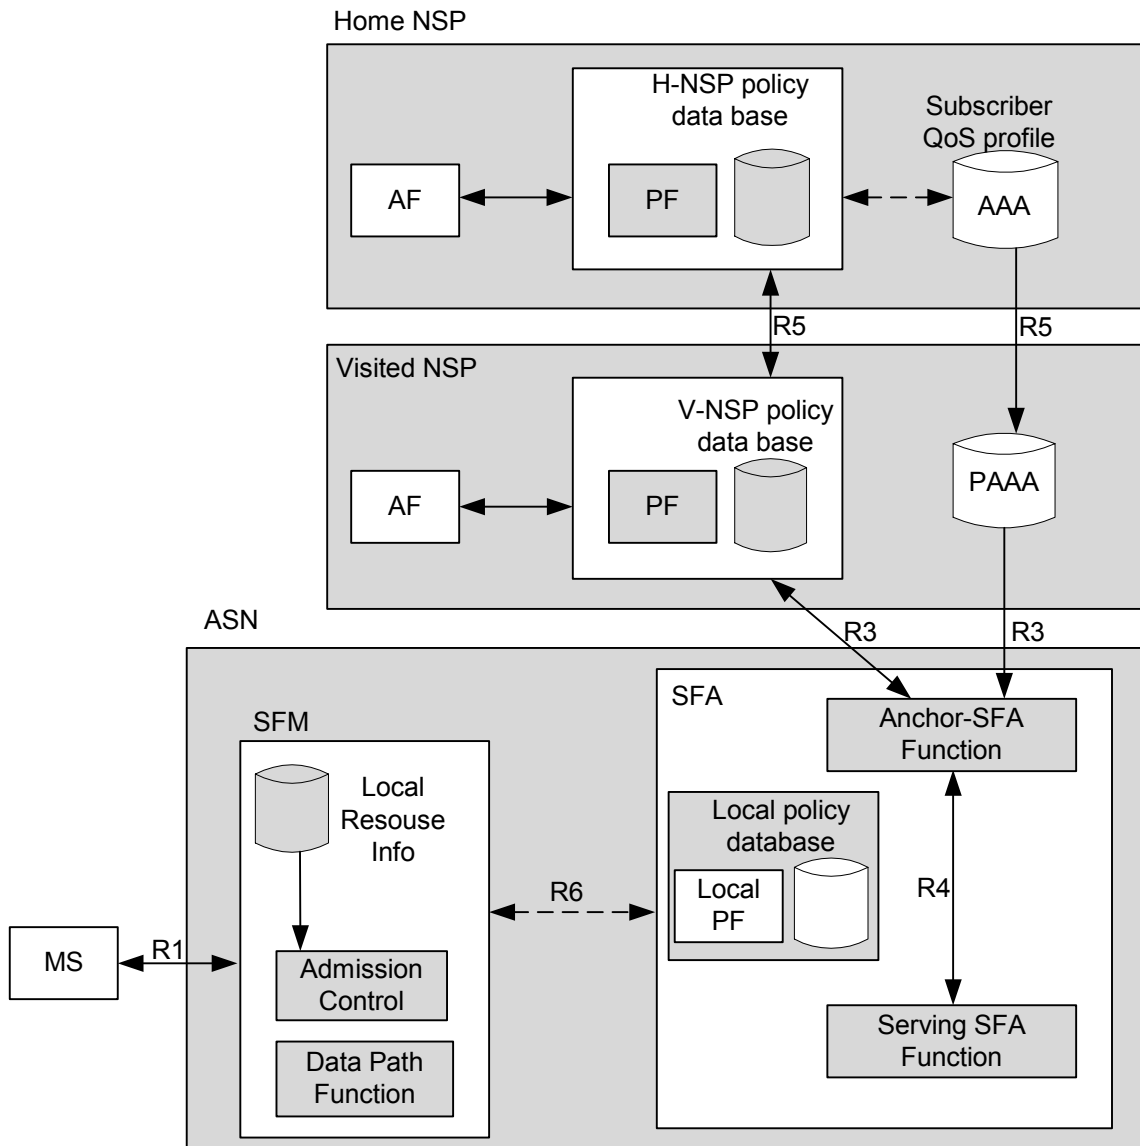 Home NSP
H-NSP policy
data base
Subscriber
QoS profile
AF
PF
AAA
R5
R5
Visited NSP
V-NSP policy
data base
AF
PF
PAAA
R3
R3
ASN
SFA
Anchor-SFA
Function
SFM
Local
Resouse
Info
Local policy
database
Local
PF
R6
R4
MS
R1
Admission
Control
Serving SFA
Function
Data Path
Function